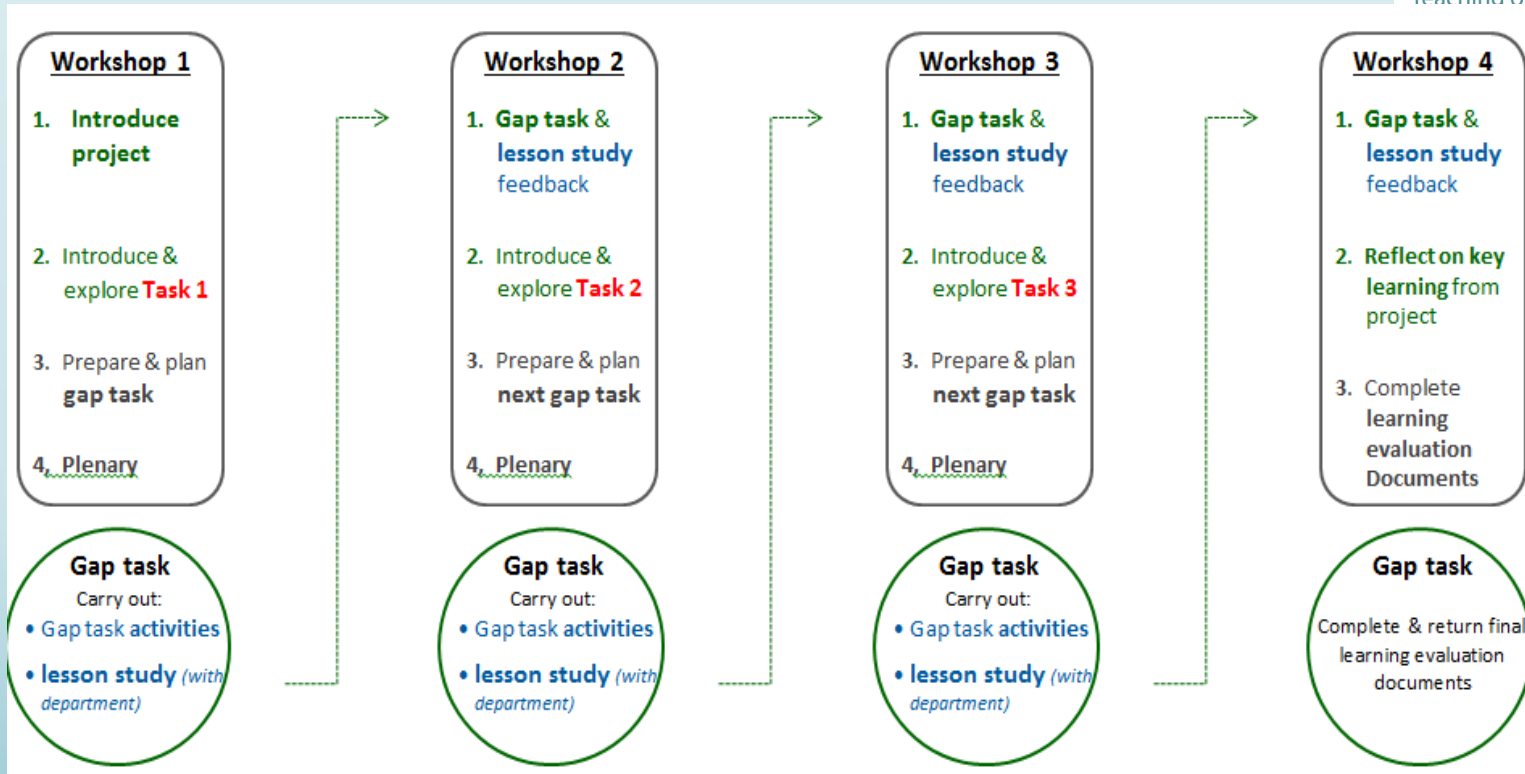 Workshop 1
1. Introduce
project
2. Introduce &
explore Task 1
3. Prepare & plan
gap task
4, Plenary
Gap task
Carry out:
• Gap task activities
• lesson study (with
department)
Workshop 2
1. Gap task &
lesson study
feedback
2. Introduce &
explore Task 2
3. Prepare & plan
next gap task
4, Plenary
Gap task
Carry out:
• Gap task activities
• lesson study (with
department)
Workshop 3
1. Gap task &
lesson study
feedback
2. Introduce &
explore Task 3
3. Prepare & plan
next gap task
4, Plenary
Gap task
Carry out:
• Gap task activities
• lesson study (with
department)
Workshop 4
1. Gap task &
lesson study
feedback
2. Reflect on key
learning from
project
3. Complete
learning
evaluation
Documents
Gap task
Complete & return final
learning evaluation
documents